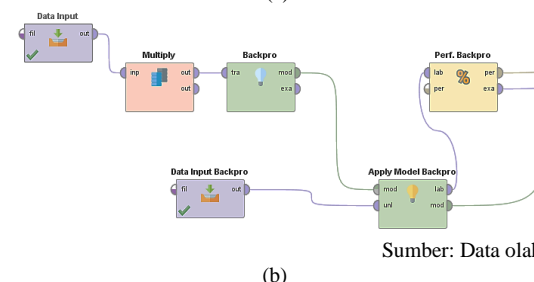 Data Input
fil out
Multiply
inp out
out
Backpro
tra mod
exa
Perf. Backpro
lab per
per exa
Data Input Backpro
fi out
Apply Model Backpro
mod lab
unl mod
Sumber: Data olal
(b)